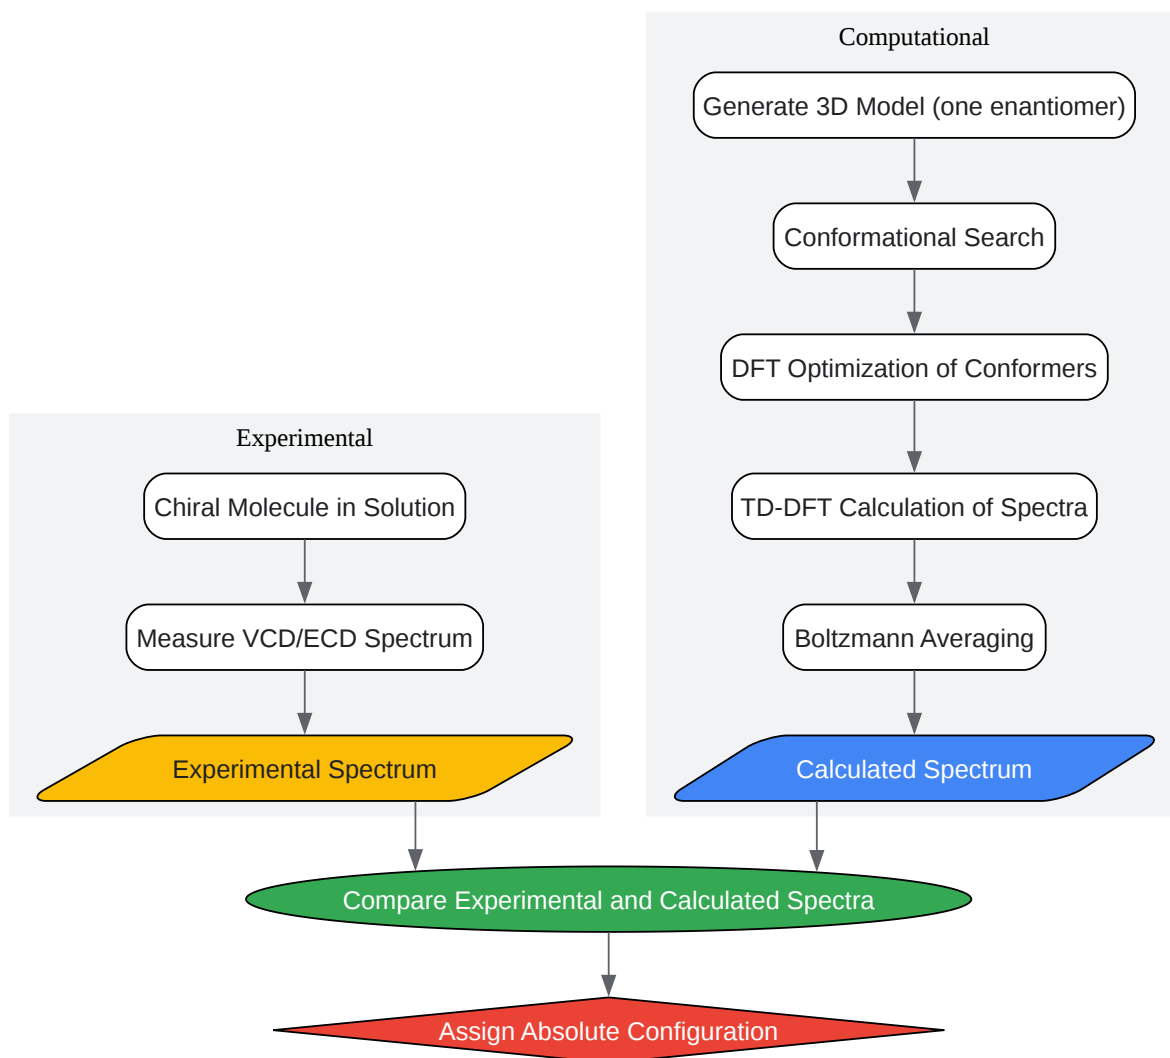 Computational
Generate 3D Model (one enantiomer)
Conformational Search
DFT Optimization of Conformers
Experimental
Chiral Molecule in Solution
TD-DFT Calculation of Spectra
Measure VCD/ECD Spectrum
Boltzmann Averaging
Experimental Spectrum
Calculated Spectrum
Compare Experimental and Calculated Spectra
Assign Absolute Configuration